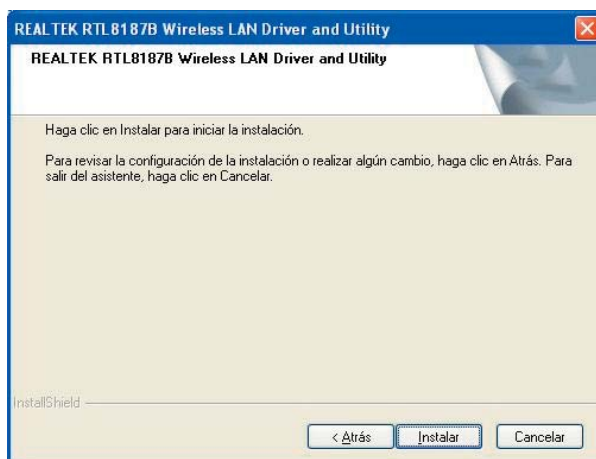 REALTEK RTL8187B Wireless LAN Driver and Utility
REALTEK RTL8187B Wireless LAN Driver and Utility
Haga clic en Instalar para iniciar la instalación.
Para revisar la configuración de la instalación o realizar algún cambio, haga clic en Atrás. Para
salir del asistente, haga clic en Cancelar.
InstallShield
< Atrás Instalar Cancelar